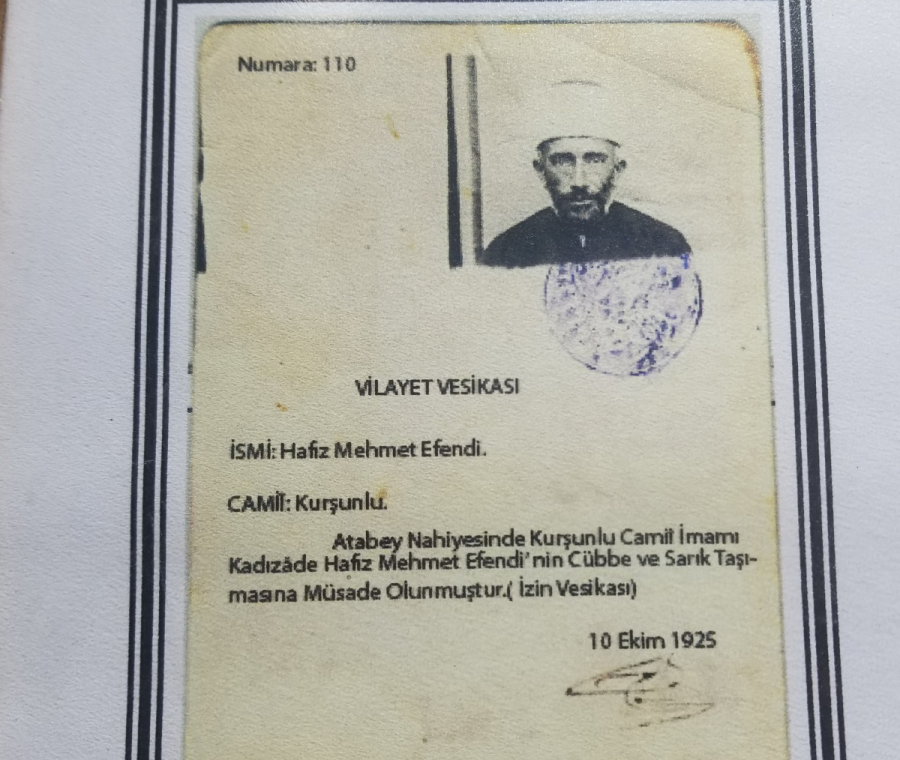 Numara: 110
VİLAYET VESİKASI
İSMİ: Hafız Mehmet Efendi.
CAMİİ: Kurşunlu.
Atabey Nahiyesinde Kurşunlu Camii İmamı
Kadızâde Hafız Mehmet Efendi'nin Cübbe ve Sarık Taşı-
masına Müsade Olunmuştur.( İzin Vesikası)
10 Ekim 1925